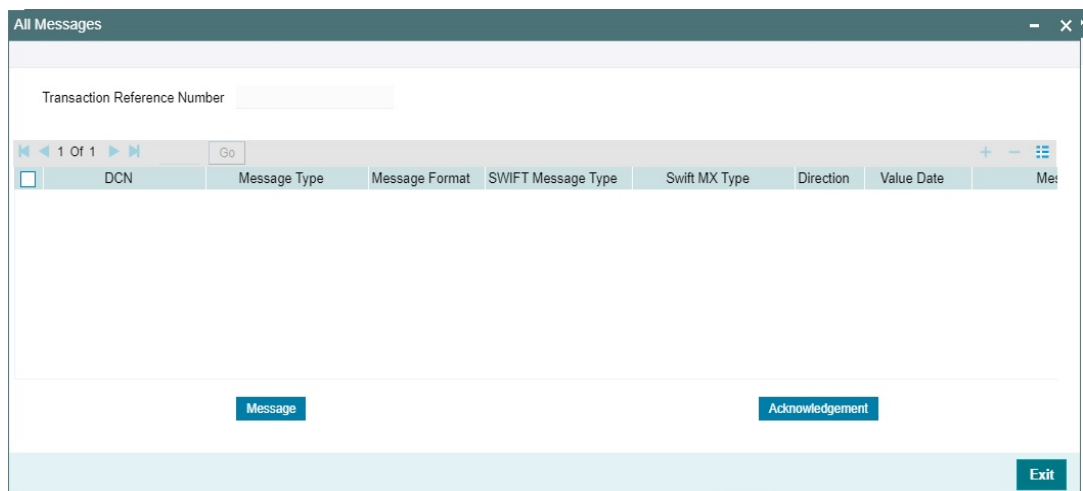 All Messages
Transaction Reference Number
1 Of 1 Go
DCN Message Type Message Format SWIFT Message Type Swift MX Type Direction Value Date
Message Acknowledgement
Exit